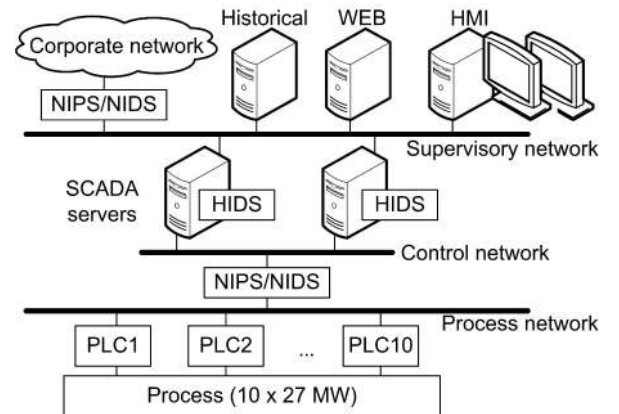 Historical WEB HMI
Corporate network
NIPS/NIDS
Supervisory network
SCADA
servers
HIDS HIDS
Control network
NIPS/NIDS
Process network
PLC1 PLC2 ... PLC10
Process (10 x 27 MW)